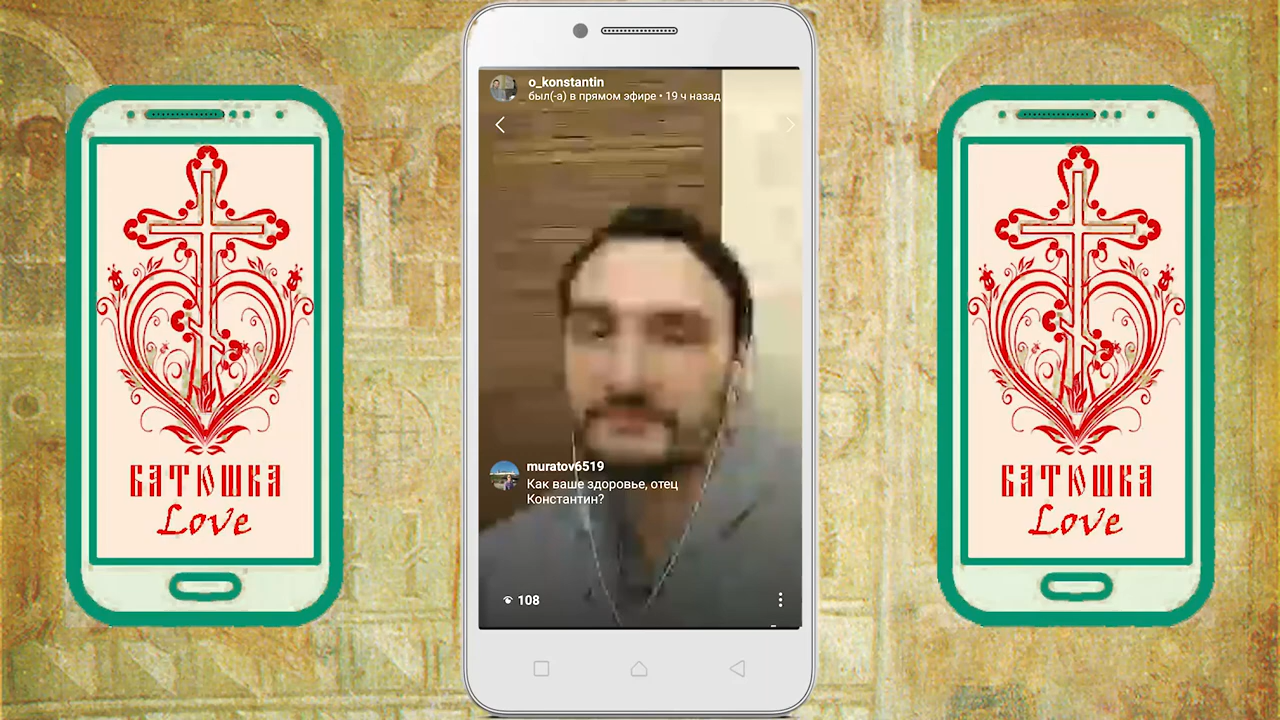 БАТЮШКА
Love
o_konstantin
был(-а) в прямом эфире • 19 ч назад
muratov6519
Как ваше здоровье, отец
Константин?
108
БАТЮШКА
Love